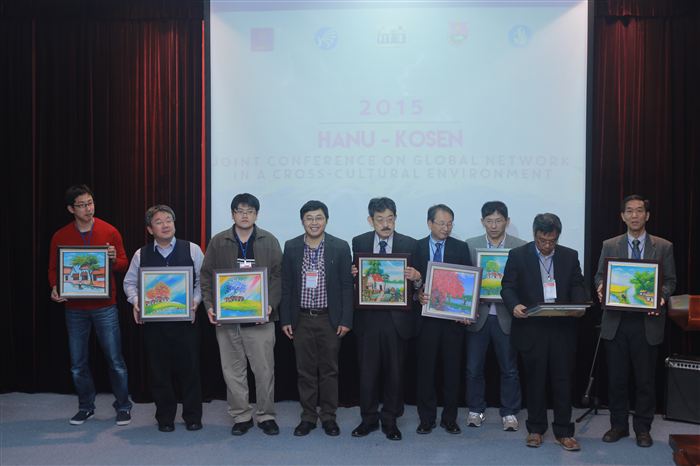 2015
HANU - KOSEN
JOINT CONFERENCE ON GLOBAL NETWORK
IN A CROSS-CULTURAL ENVIRONMENT